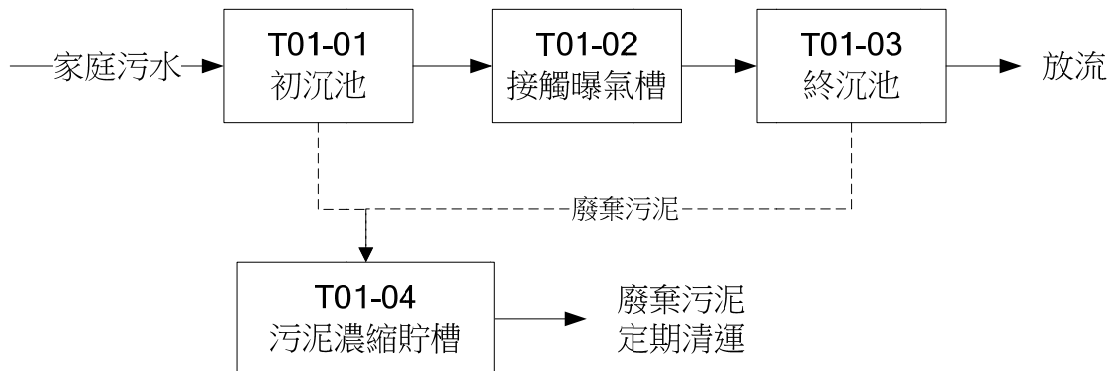 家庭污水
T01-01
初沉池
T01-02
接觸曝氣槽
T01-03
終沉池
放流
廢棄污泥
T01-04
污泥濃縮貯槽
廢棄污泥
定期清運